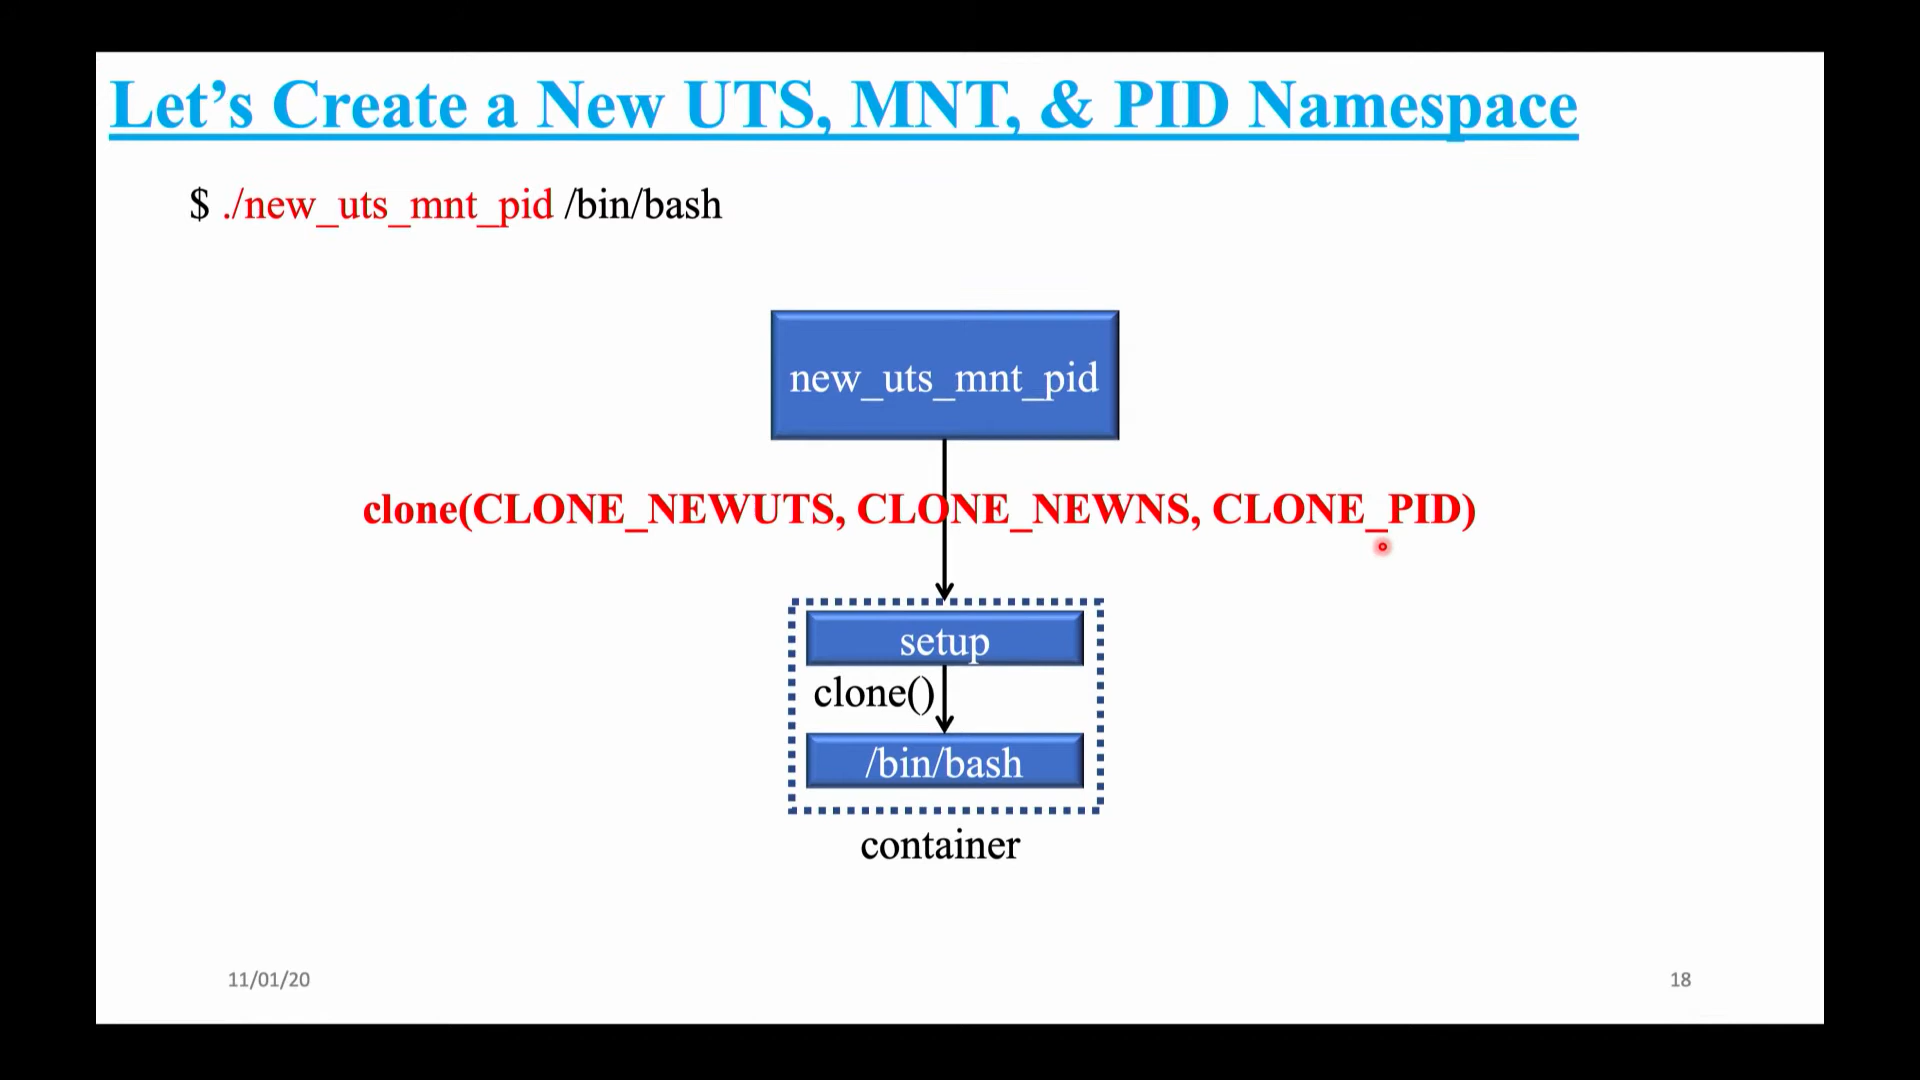 Let’s Create a New UTS, MNT, & PID Namespace
$ ./new_uts_mnt_pid /bin/bash
new_uts_mnt_pid
clone(CLONE_NEWUTS, CLONE_NEWNS, CLONE_PID)
setup
clone()
/bin/bash
container
11/01/20
18